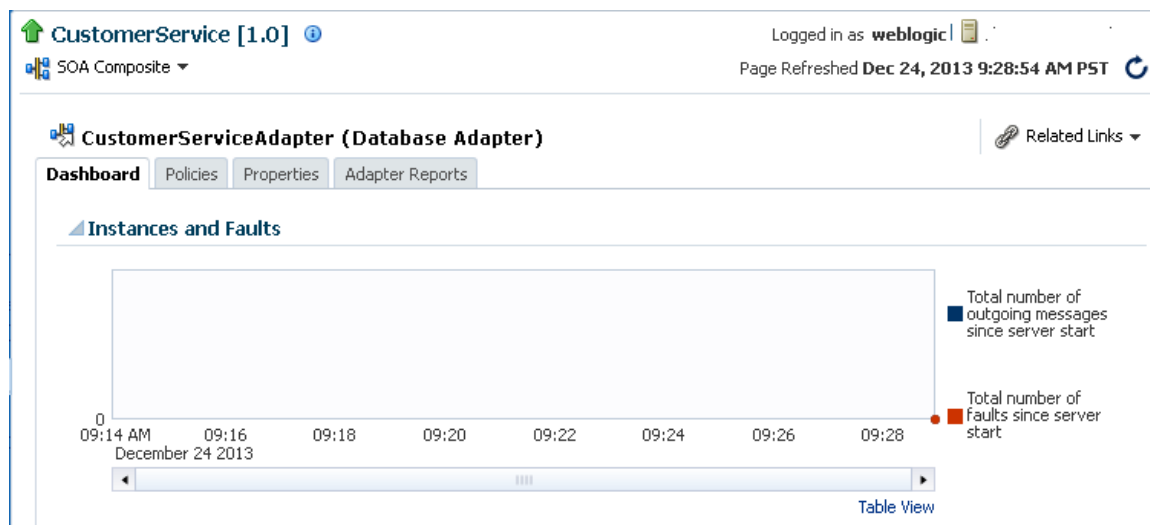 CustomerService [1.0]
Logged in as weblogic
SOA Composite
Page Refreshed Dec 24, 2013 9:28:54 AM PST
CustomerServiceAdapter (Database Adapter)
Related Links
Dashboard Policies Properties Adapter Reports
Instances and Faults
Total number of
outgoing messages
since server start
Total number of
faults since server
start
0
09:14 AM 09:16 09:18 09:20 09:22 09:24 09:26 09:28
December 24 2013
Table View